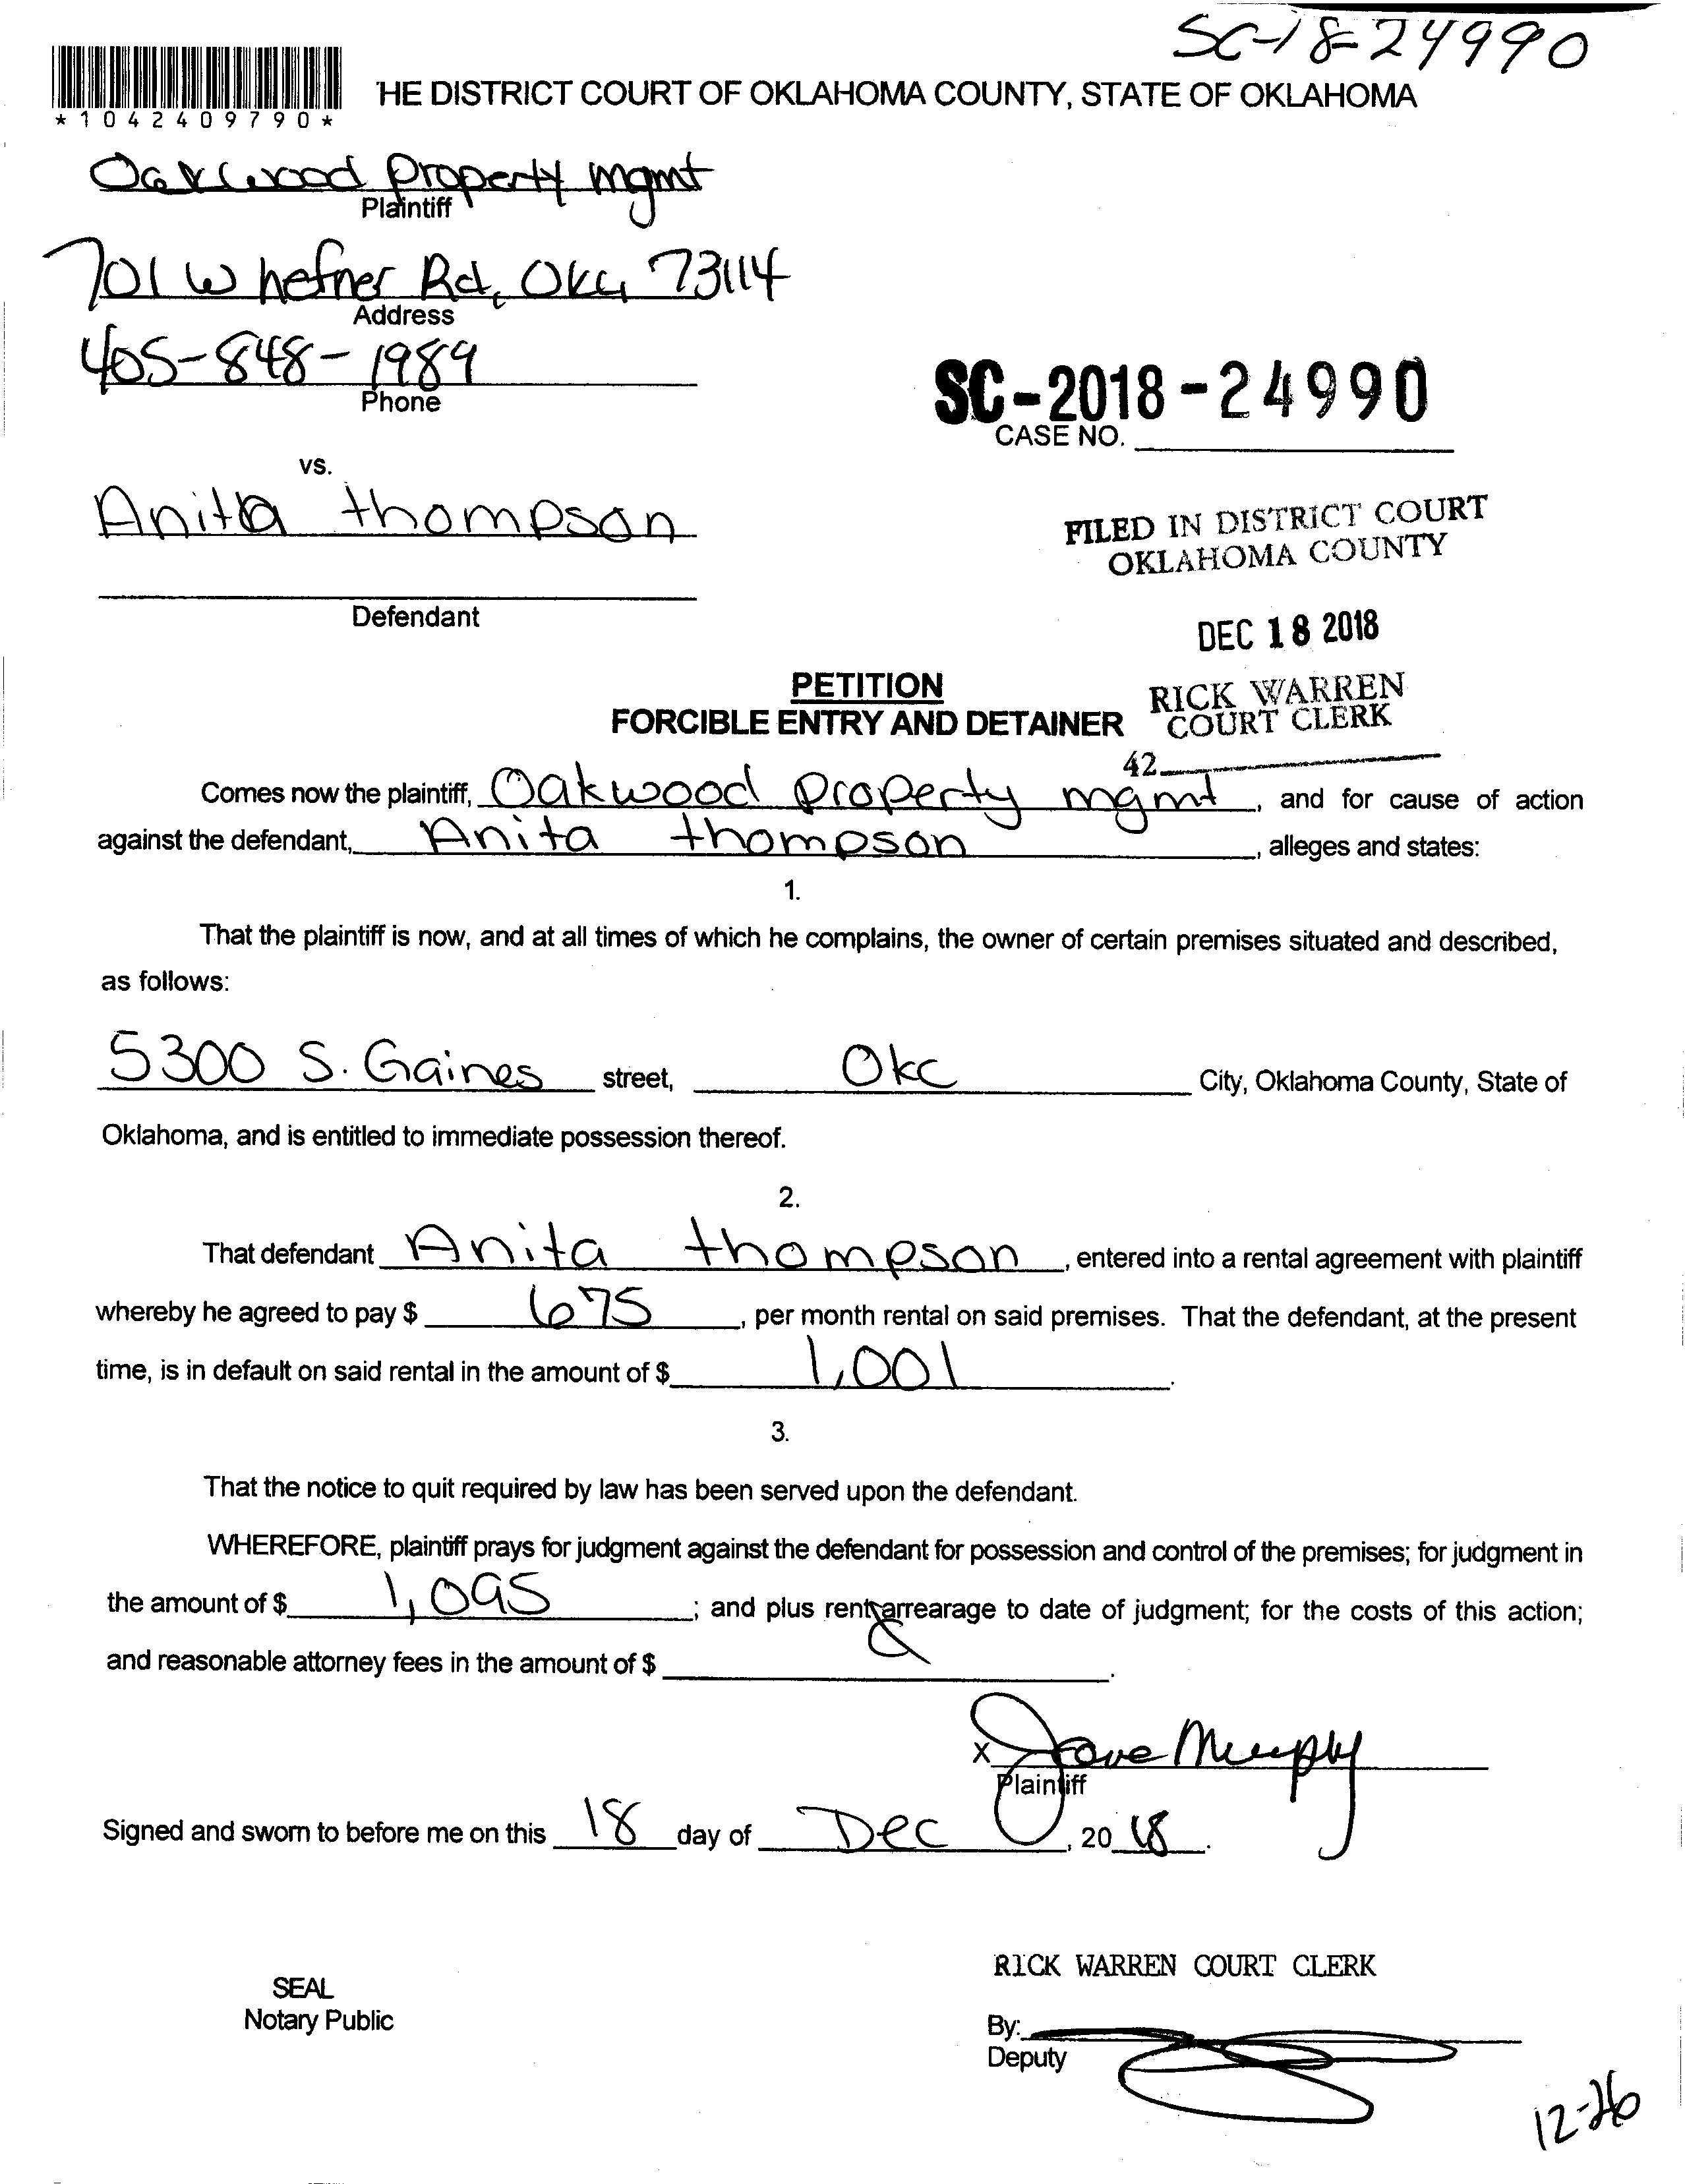 SC-18-24990
*1042409790*
HE DISTRICT COURT OF OKLAHOMA COUNTY, STATE OF OKLAHOMA
Oakwood Property mgmt
Plaintiff
701 W hefner Rd, OKC, 73114
Address
405-848-1989
Phone
SC-2018-24990
CASE NO.
vs.
Anita thompson
Defendant
FILED IN DISTRICT COURT
OKLAHOMA COUNTY
DEC 18 2018
RICK WARREN
COURT CLERK
42
PETITION
FORCIBLE ENTRY AND DETAINER
Comes now the plaintiff, Oakwood Property mgmt, and for cause of action
against the defendant, Anita thompson, alleges and states:
1.
That the plaintiff is now, and at all times of which he complains, the owner of certain premises situated and described,
as follows:
5300 S. Gaines street, Okc City, Oklahoma County, State of
Oklahoma, and is entitled to immediate possession thereof.
2.
That defendant Anita thompson, entered into a rental agreement with plaintiff
whereby he agreed to pay $ 675, per month rental on said premises. That the defendant, at the present
time, is in default on said rental in the amount of $ 1,001.
3.
That the notice to quit required by law has been served upon the defendant.
WHEREFORE, plaintiff prays for judgment against the defendant for possession and control of the premises; for judgment in
the amount of $ 1,095; and plus rent arrearage to date of judgment; for the costs of this action;
and reasonable attorney fees in the amount of $ .
X Murphy
Plaintiff
Signed and sworn to before me on this 18 day of Dec, 20 18.
SEAL
Notary Public
RICK WARREN COURT CLERK
By:
Deputy
12-26